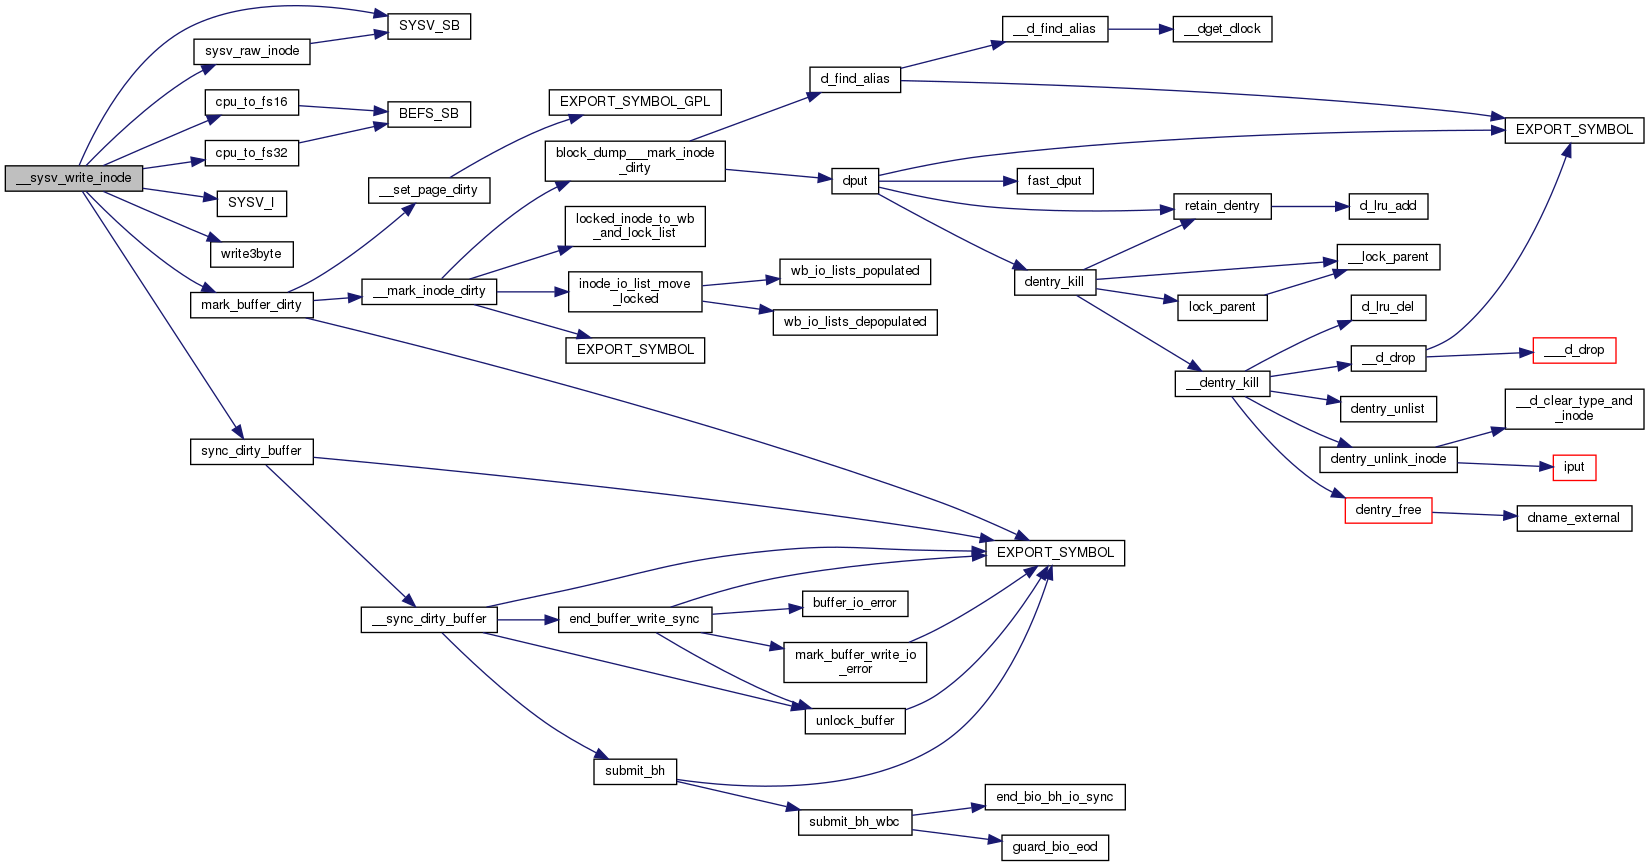 __sysv_write_inode
SYSV_SB
sysv_raw_inode
cpu_to_fs16
BEFS_SB
cpu_to_fs32
SYSV_I
write3byte
mark_buffer_dirty
sync_dirty_buffer
__set_page_dirty
EXPORT_SYMBOL_GPL
__mark_inode_dirty
block_dump___mark_inode
_dirty
locked_inode_to_wb
_and_lock_list
inode_io_list_move
_locked
EXPORT_SYMBOL
wb_io_lists_populated
wb_io_lists_depopulated
d_find_alias
__d_find_alias
__dget_dlock
EXPORT_SYMBOL
dput
fast_dput
retain_dentry
d_lru_add
dentry_kill
__lock_parent
lock_parent
__dentry_kill
d_lru_del
__d_drop
___d_drop
dentry_unlist
dentry_unlink_inode
__d_clear_type_and
_inode
iput
dentry_free
dname_external
EXPORT_SYMBOL
__sync_dirty_buffer
end_buffer_write_sync
buffer_io_error
mark_buffer_write_io
_error
unlock_buffer
submit_bh
submit_bh_wbc
end_bio_bh_io_sync
guard_bio_eod